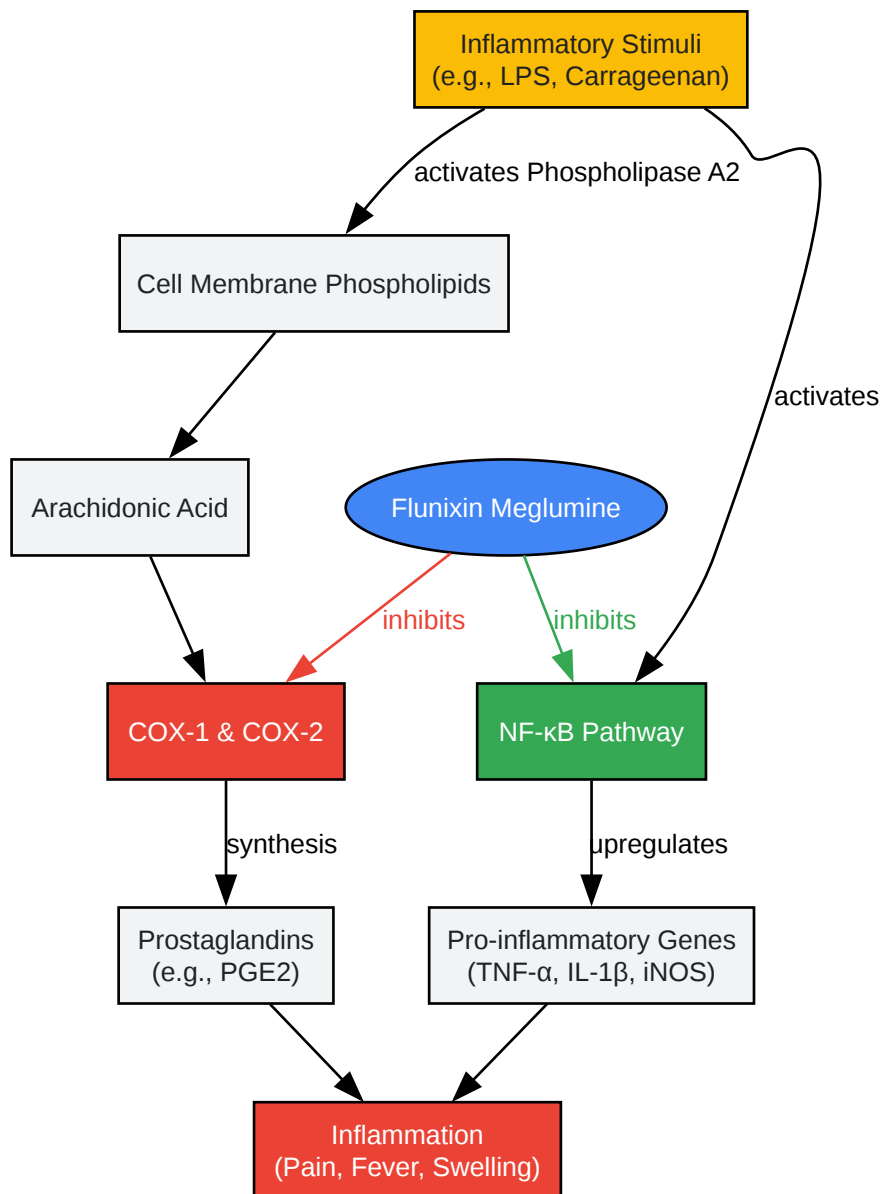 Inflammatory Stimuli
(e.g., LPS, Carrageenan)
activates Phospholipase A2
Cell Membrane Phospholipids
activates
Arachidonic Acid
Flunixin Meglumine
inhibits
inhibits
COX-1 & COX-2
NF-κB Pathway
synthesis
upregulates
Prostaglandins
(e.g., PGE2)
Pro-inflammatory Genes
(TNF-α, IL-1β, iNOS)
Inflammation
(Pain, Fever, Swelling)